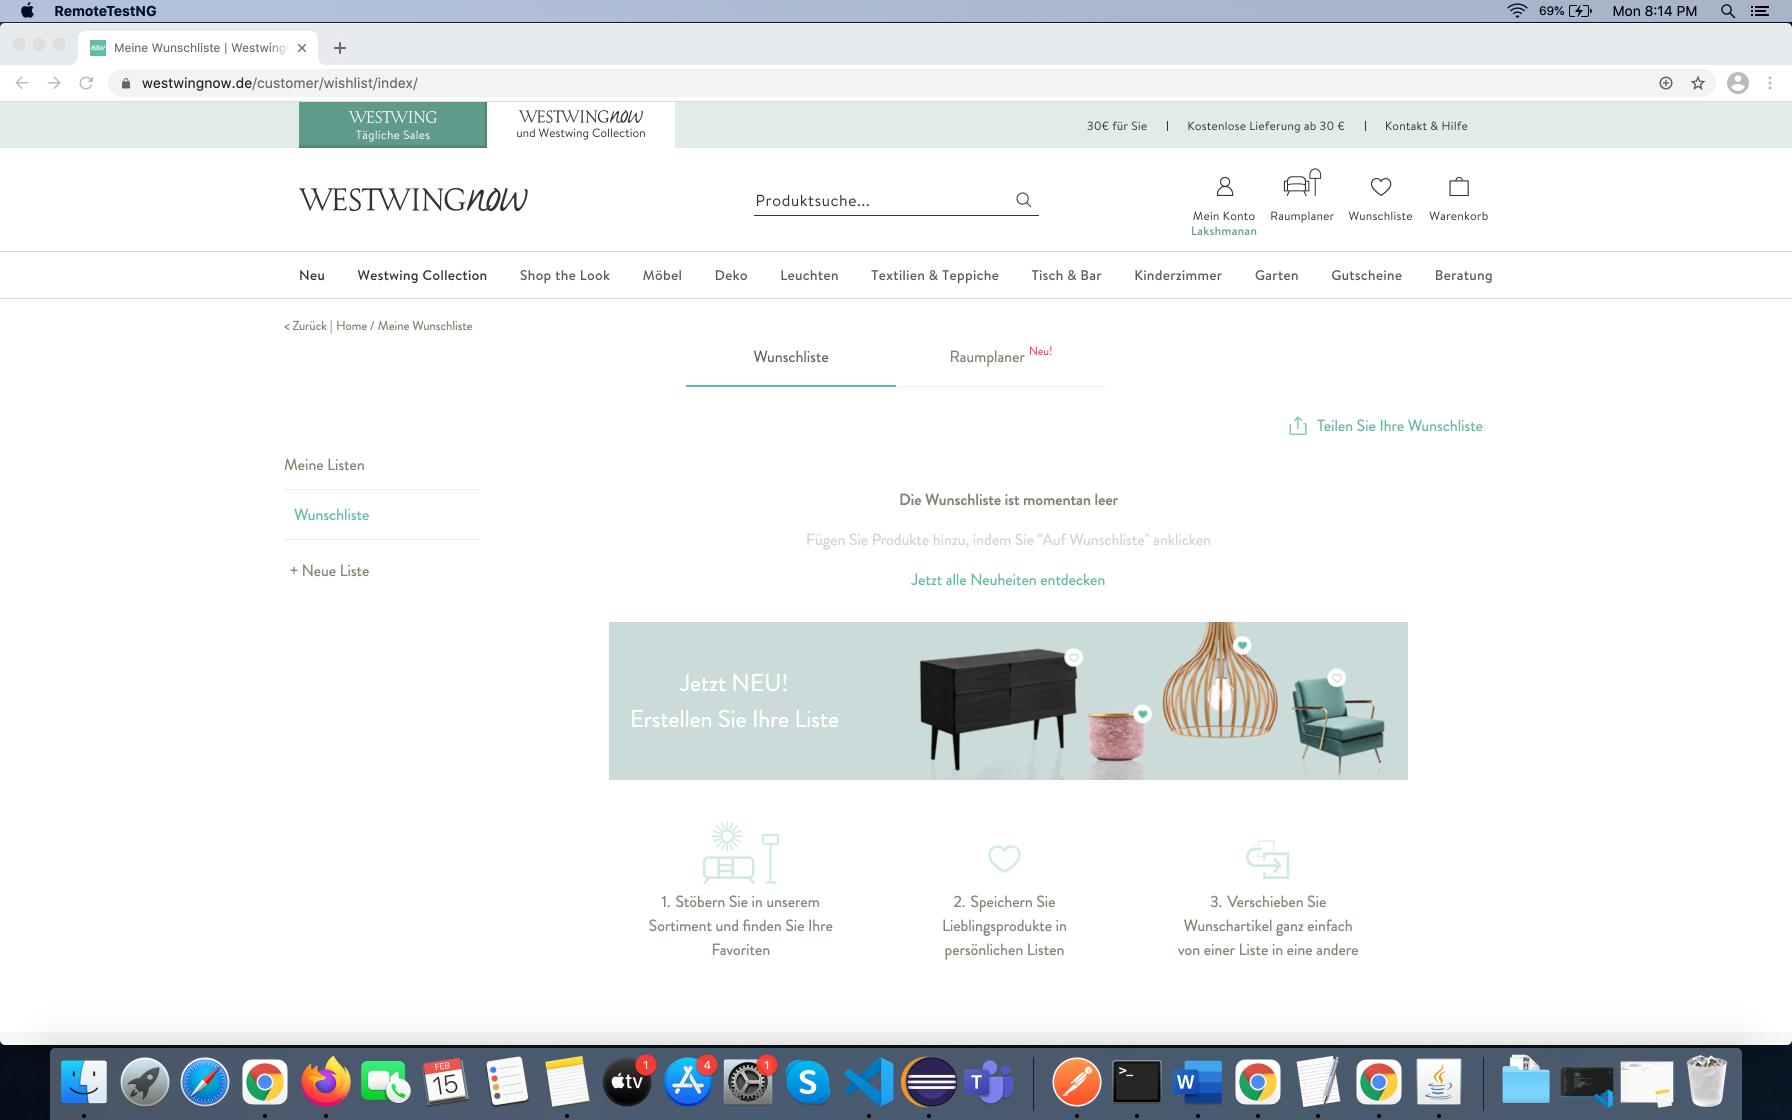 RemoteTestNG
69%
Mon 8:14 PM
now
Meine Wunschliste | Westwing
westwingnow.de/customer/wishlist/index/
WESTWING
Tägliche Sales
WESTWINGnow
und Westwing Collection
30€ für Sie | Kostenlose Lieferung ab 30 € | Kontakt & Hilfe
WESTWINGnow
Produktsuche...
Mein Konto
Lakshmanan
Raumplaner
Wunschliste
Warenkorb
Neu Westwing Collection Shop the Look Möbel Deko Leuchten Textilien & Teppiche Tisch & Bar Kinderzimmer Garten Gutscheine Beratung
< Zurück | Home / Meine Wunschliste
Wunschliste Raumplaner Neu!
Teilen Sie Ihre Wunschliste
Meine Listen
Wunschliste
+ Neue Liste
Die Wunschliste ist momentan leer
Fügen Sie Produkte hinzu, indem Sie "Auf Wunschliste" anklicken
Jetzt alle Neuheiten entdecken
Jetzt NEU!
Erstellen Sie Ihre Liste
1. Stöbern Sie in unserem
Sortiment und finden Sie Ihre
Favoriten
2. Speichern Sie
Lieblingsprodukte in
persönlichen Listen
3. Verschieben Sie
Wunschartikel ganz einfach
von einer Liste in eine andere
FEB
15
tv
1
4
1
S
T
>_
W